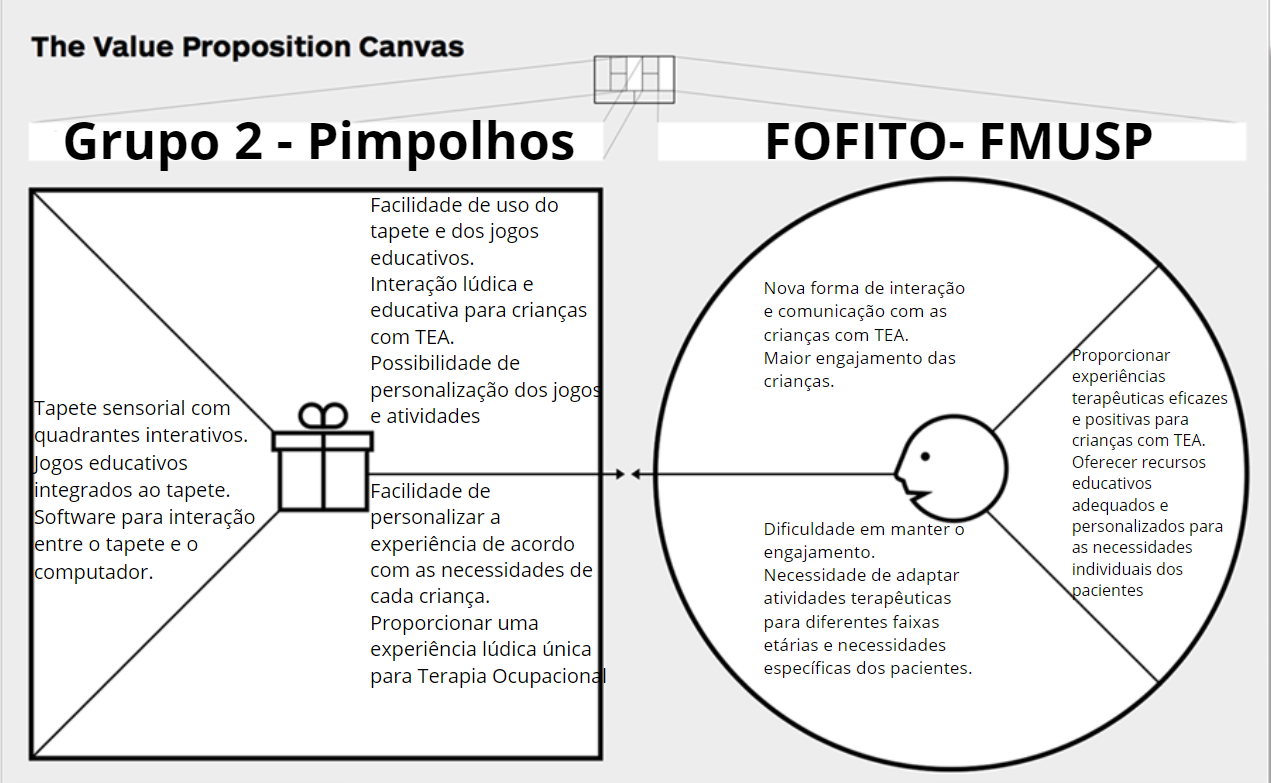 The Value Proposition Canvas
Grupo 2 - Pimpolhos
FOFITO- FMUSP
Facilidade de uso do
tapete e dos jogos
educativos.
Interação lúdica e
educativa para crianças
com TEA.
Possibilidade de
personalização dos jogos
e atividades
Tapete sensorial com
quadrantes interativos.
Jogos educativos
integrados ao tapete.
Software para interação
entre o tapete e o
computador.
Facilidade de
personalizar a
experiência de acordo
com as necessidades de
cada criança.
Proporcionar uma
experiência lúdica única
para Terapia Ocupacional
Nova forma de interação
e comunicação com as
crianças com TEA.
Maior engajamento das
crianças.
Proporcionar
experiências
terapêuticas eficazes
e positivas para
crianças com TEA.
Oferecer recursos
educativos
adequados e
personalizados para
as necessidades
individuais dos
pacientes
Dificuldade em manter o
engajamento.
Necessidade de adaptar
atividades terapêuticas
para diferentes faixas
etárias e necessidades
específicas dos pacientes.